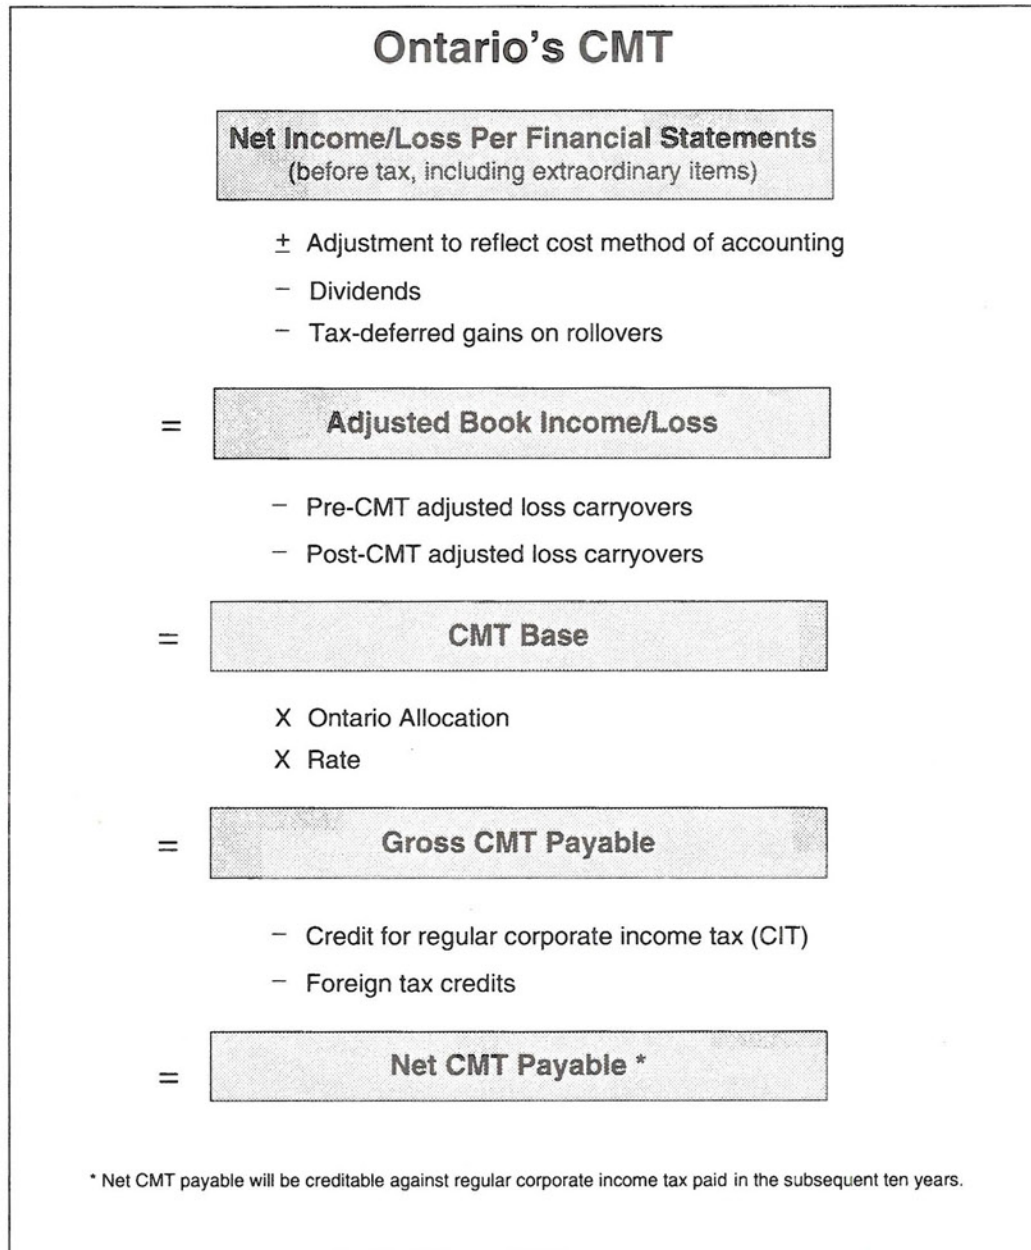 Ontario's CMT
Net Income/Loss Per Financial Statements
(before tax, including extraordinary items)
± Adjustment to reflect cost method of accounting
− Dividends
− Tax-deferred gains on rollovers
= Adjusted Book Income/Loss
− Pre-CMT adjusted loss carryovers
− Post-CMT adjusted loss carryovers
= CMT Base
X Ontario Allocation
X Rate
= Gross CMT Payable
− Credit for regular corporate income tax (CIT)
− Foreign tax credits
= Net CMT Payable *
* Net CMT payable will be creditable against regular corporate income tax paid in the subsequent ten years.